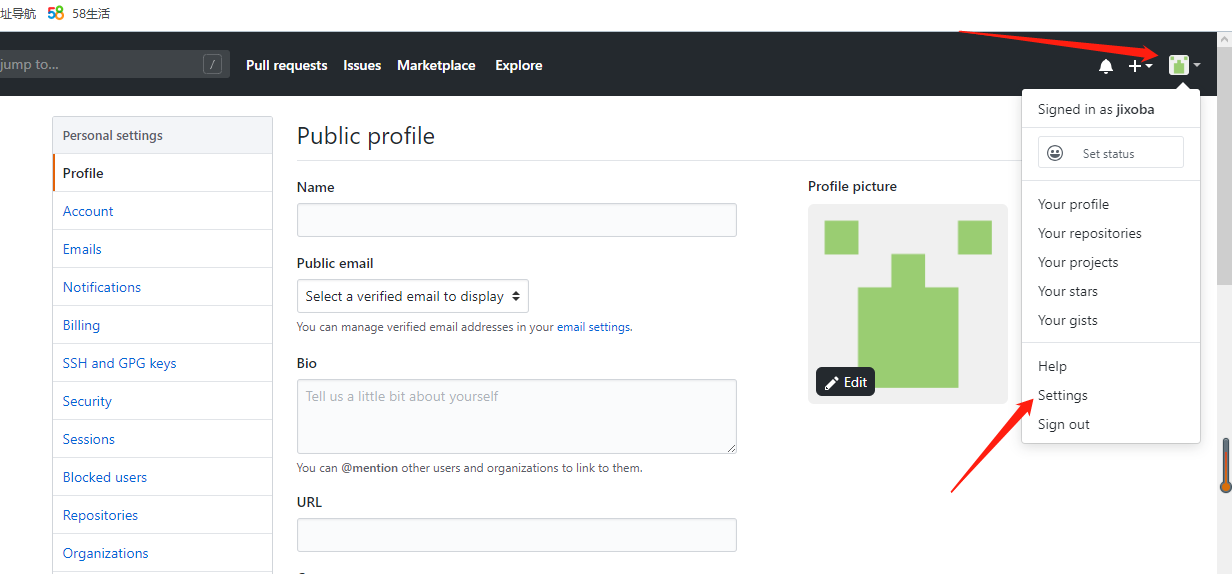 址导航 58 58生活
jump to... /
Pull requests Issues Marketplace Explore
Signed in as jixoba
Set status
Your profile
Your repositories
Your projects
Your stars
Your gists
Help
Settings
Sign out
Personal settings
Profile
Account
Emails
Notifications
Billing
SSH and GPG keys
Security
Sessions
Blocked users
Repositories
Organizations
Public profile
Name
Public email
Select a verified email to display
You can manage verified email addresses in your email settings.
Bio
Tell us a little bit about yourself
You can @mention other users and organizations to link to them.
URL
Profile picture
Edit